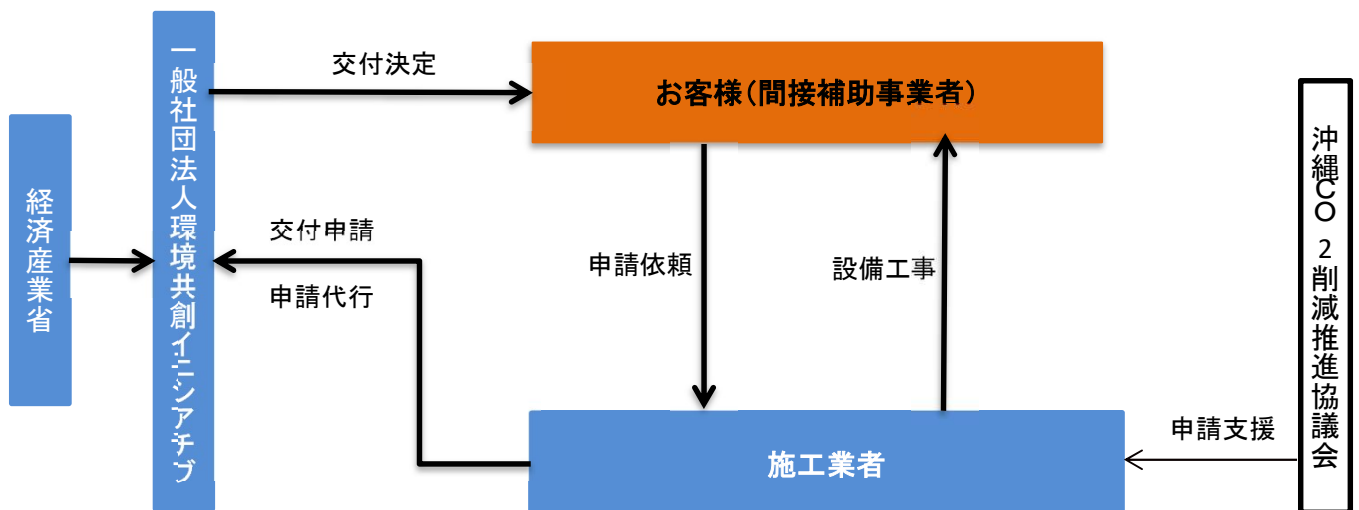 経済産業省
一般社団法人環境共創イニシアチブ
交付決定
お客様(間接補助事業者)
交付申請
申請代行
申請依頼
設備工事
施工業者
申請支援
沖縄CO2削減推進協議会